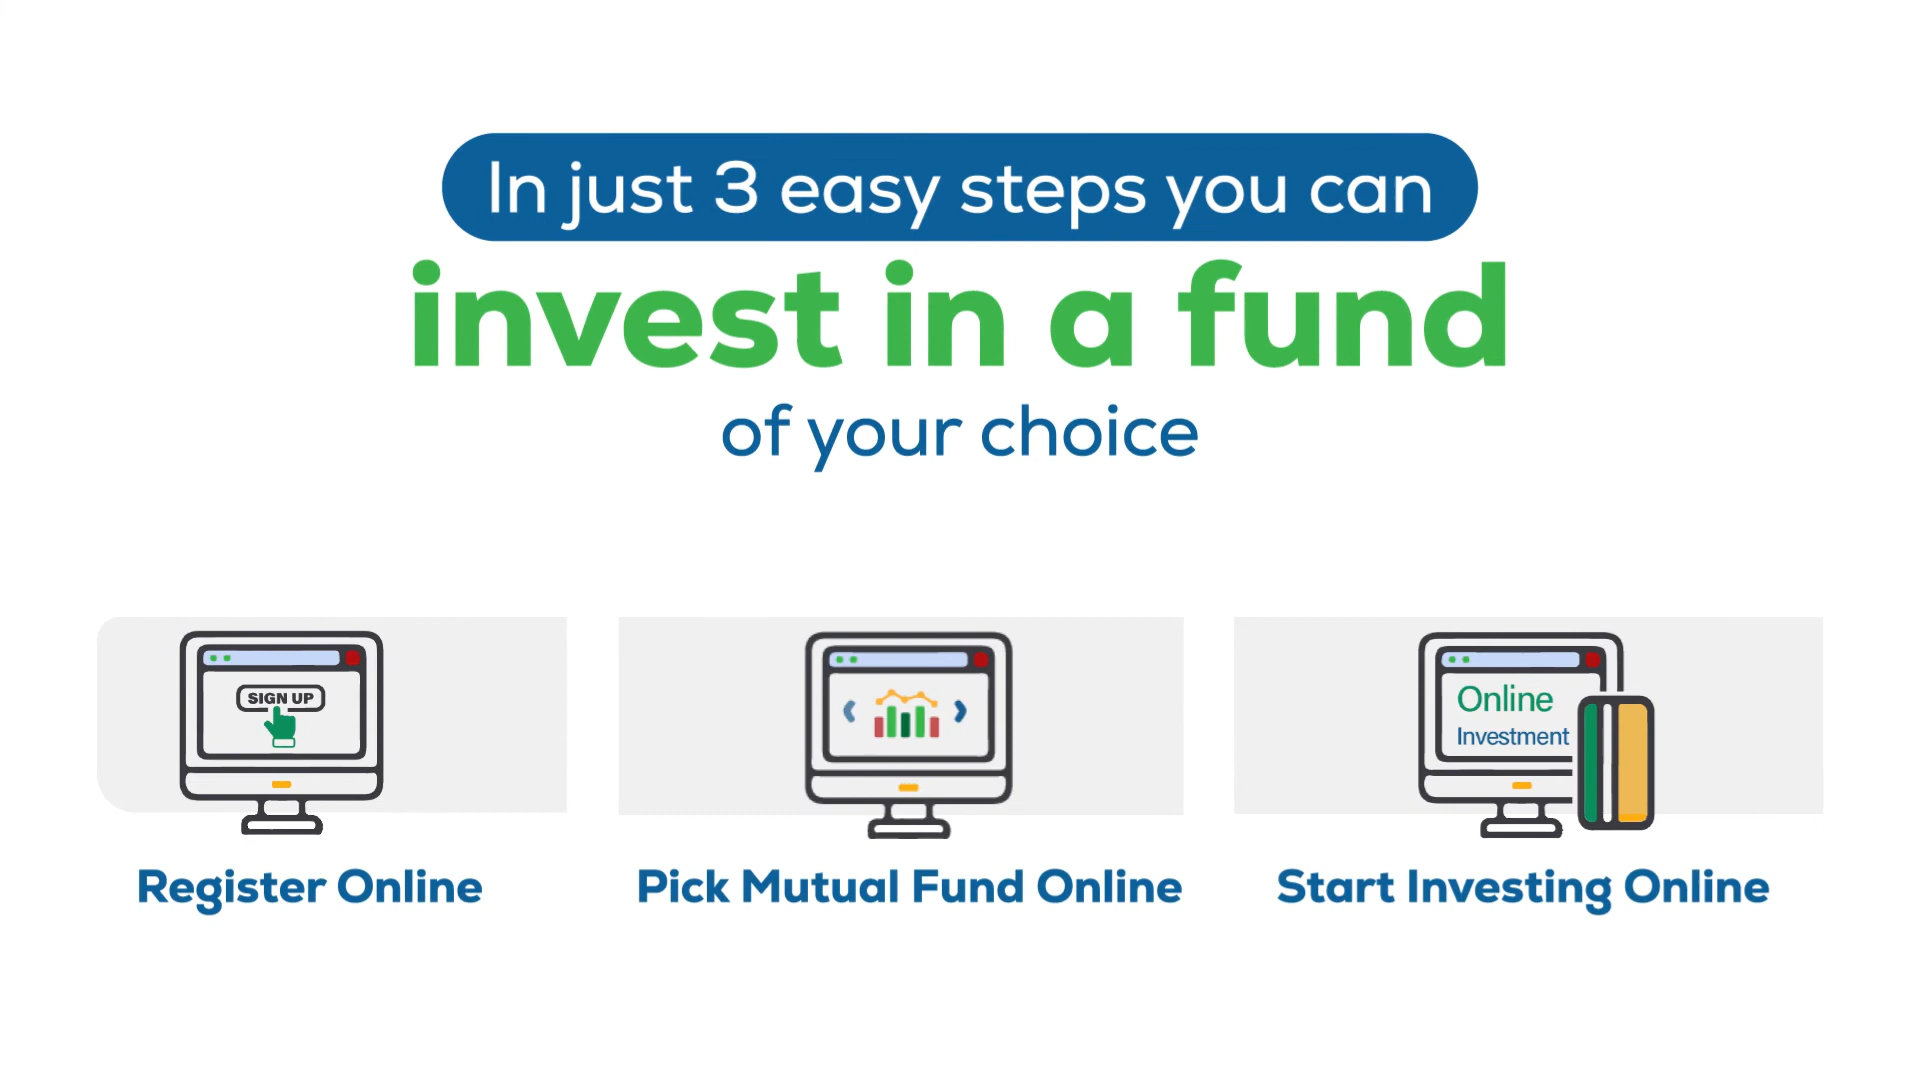 In just 3 easy steps you can
invest in a fund
of your choice
SIGN UP
Online
Investment
Register Online
Pick Mutual Fund Online
Start Investing Online